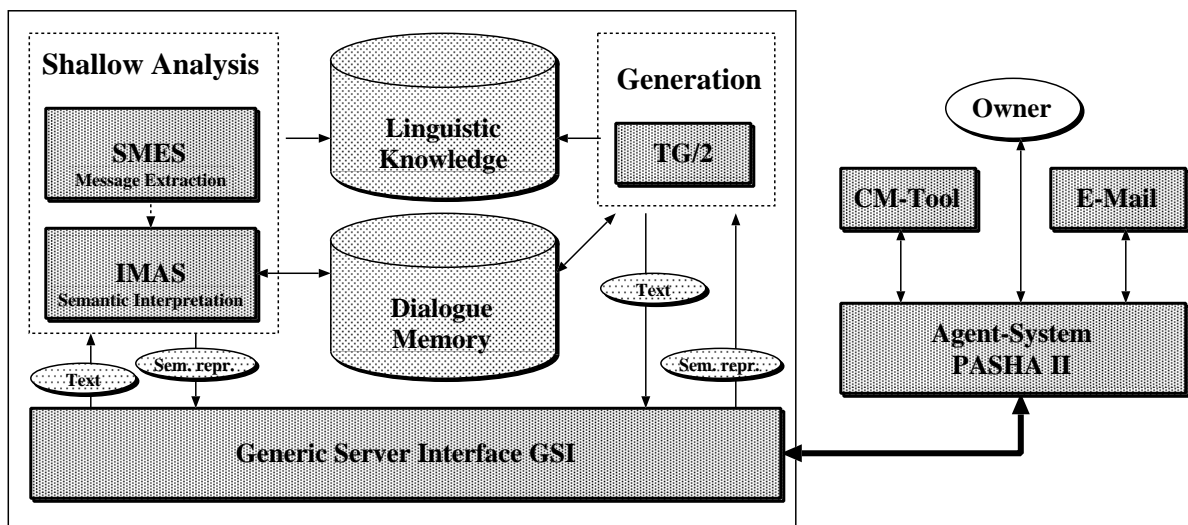 Shallow Analysis
SMES
Message Extraction
IMAS
Semantic Interpretation
Linguistic
Knowledge
Dialogue
Memory
Generation
TG/2
Text
Sem. repr.
Text
Sem. repr.
Generic Server Interface GSI
Owner
CM-Tool
E-Mail
Agent-System
PASHA II